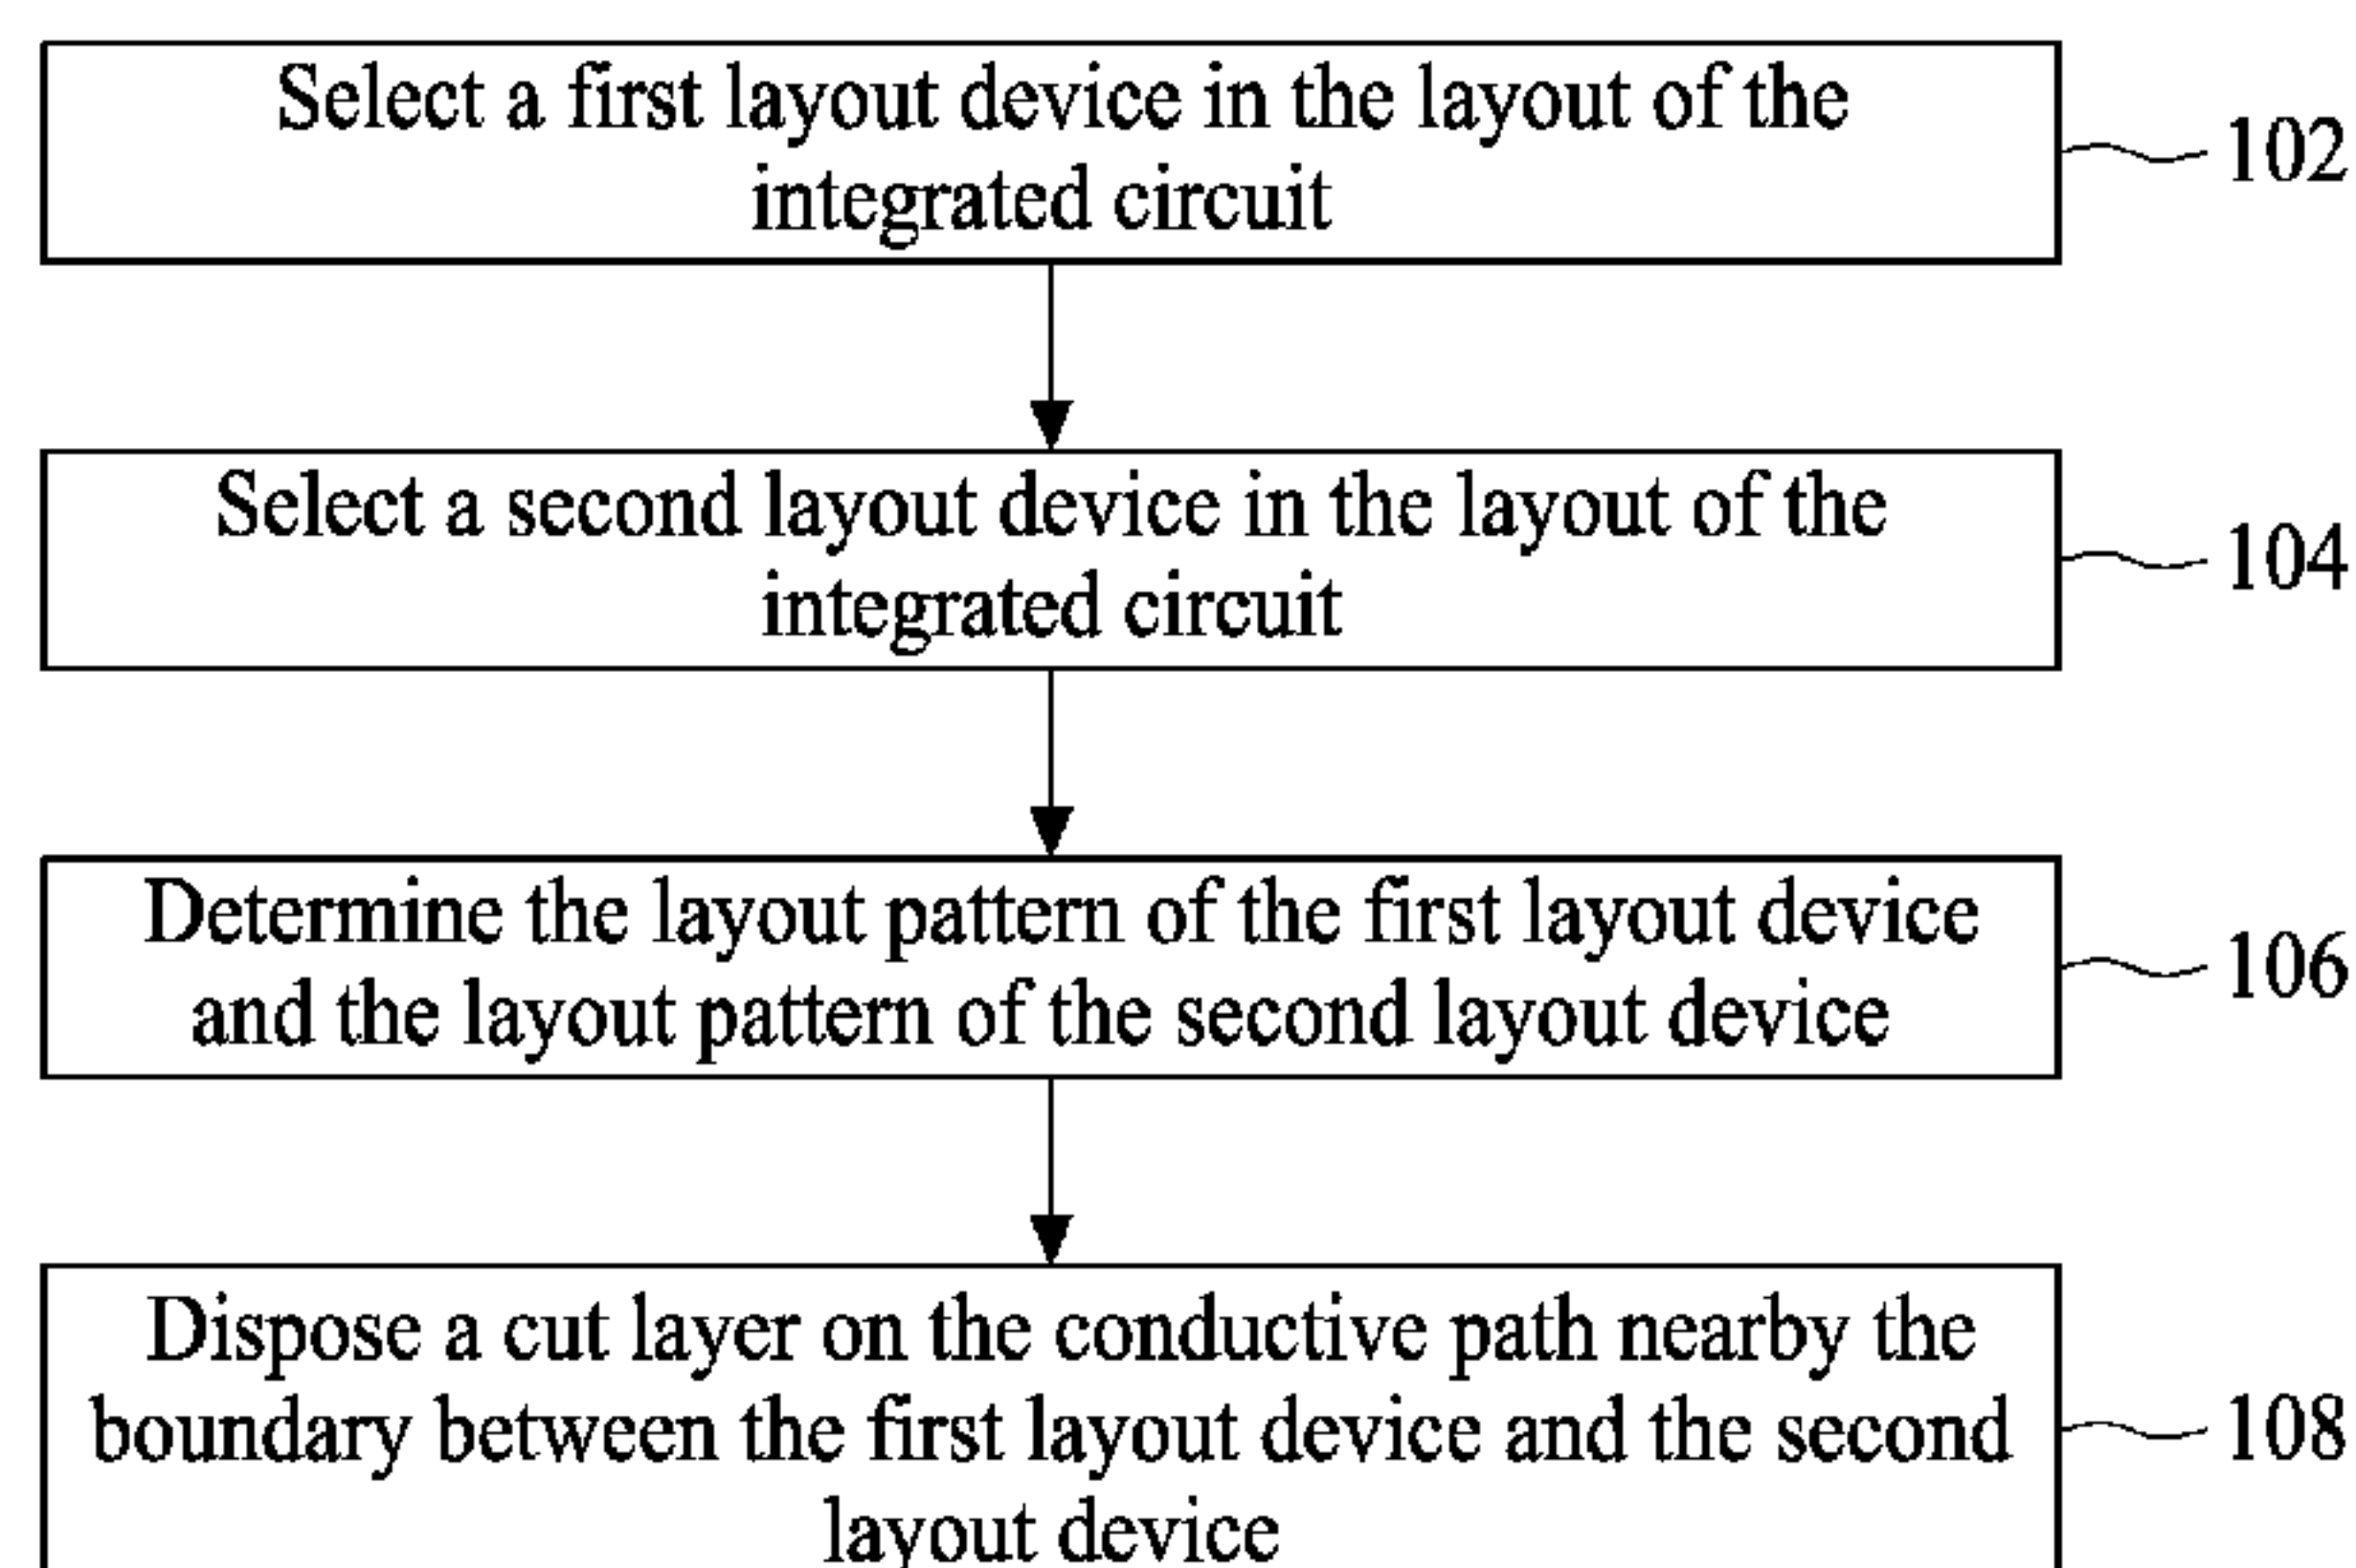 Select a first layout device in the layout of the
integrated circuit
102
Select a second layout device in the layout of the
integrated circuit
104
Determine the layout pattern of the first layout device
and the layout pattern of the second layout device
106
Dispose a cut layer on the conductive path nearby the
boundary between the first layout device and the second
layout device
108